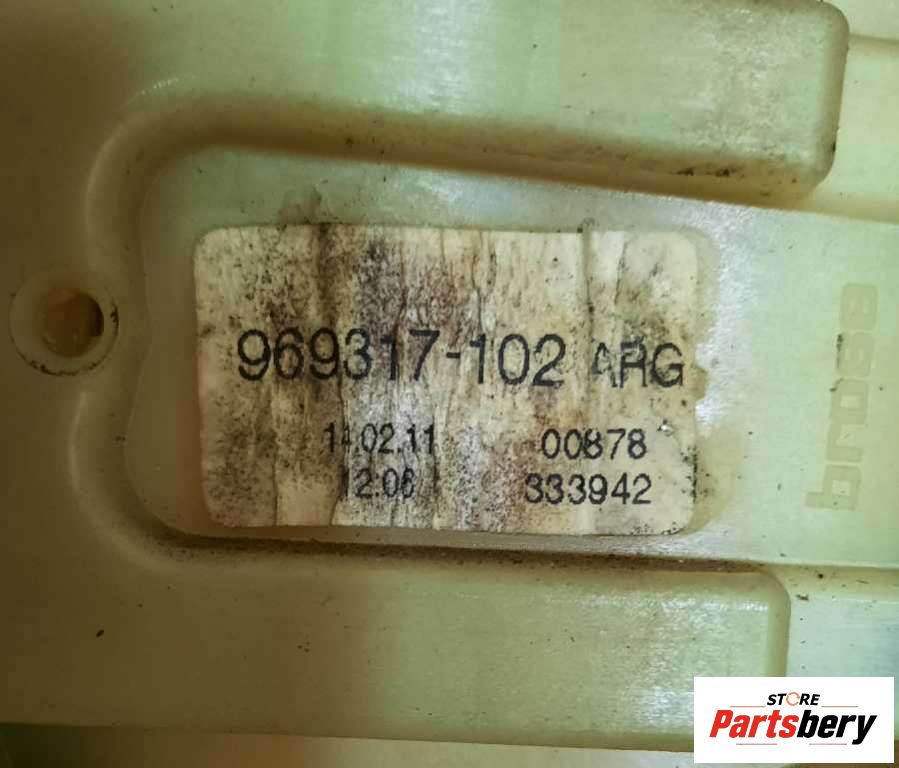 969317-102 ARG
14.02.11 00878
12:06 333942
brose
STORE
Partsbery